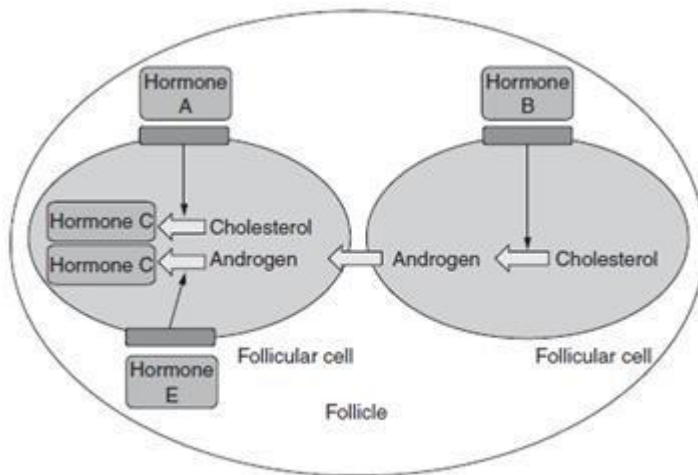 Hormone
A
Hormone
B
Hormone C
Cholesterol
Hormone C
Androgen
Androgen
Cholesterol
Follicular cell
Follicular cell
Hormone
E
Follicle